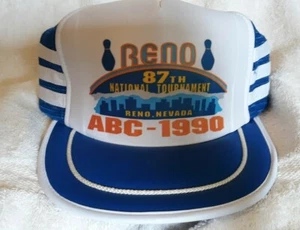 RENO
87TH
NATIONAL TOURNAMENT
RENO, NEVADA
ABC - 1990